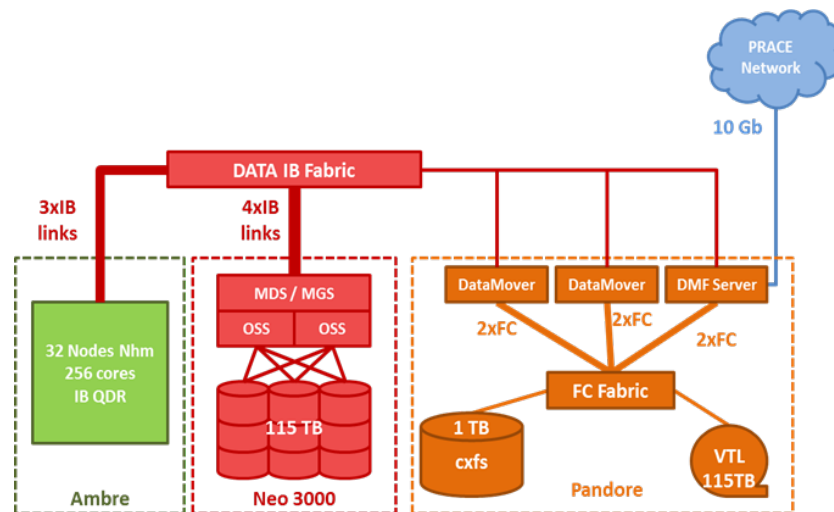 PRACE
Network
10 Gb
DATA IB Fabric
3xIB
links
4xIB
links
MDS / MGS
OSS OSS
DataMover DataMover DMF Server
2xFC 2xFC 2xFC
32 Nodes Nhm
256 cores
IB QDR
FC Fabric
115 TB
1 TB
cxfs
VTL
115TB
Ambre Neo 3000 Pandore